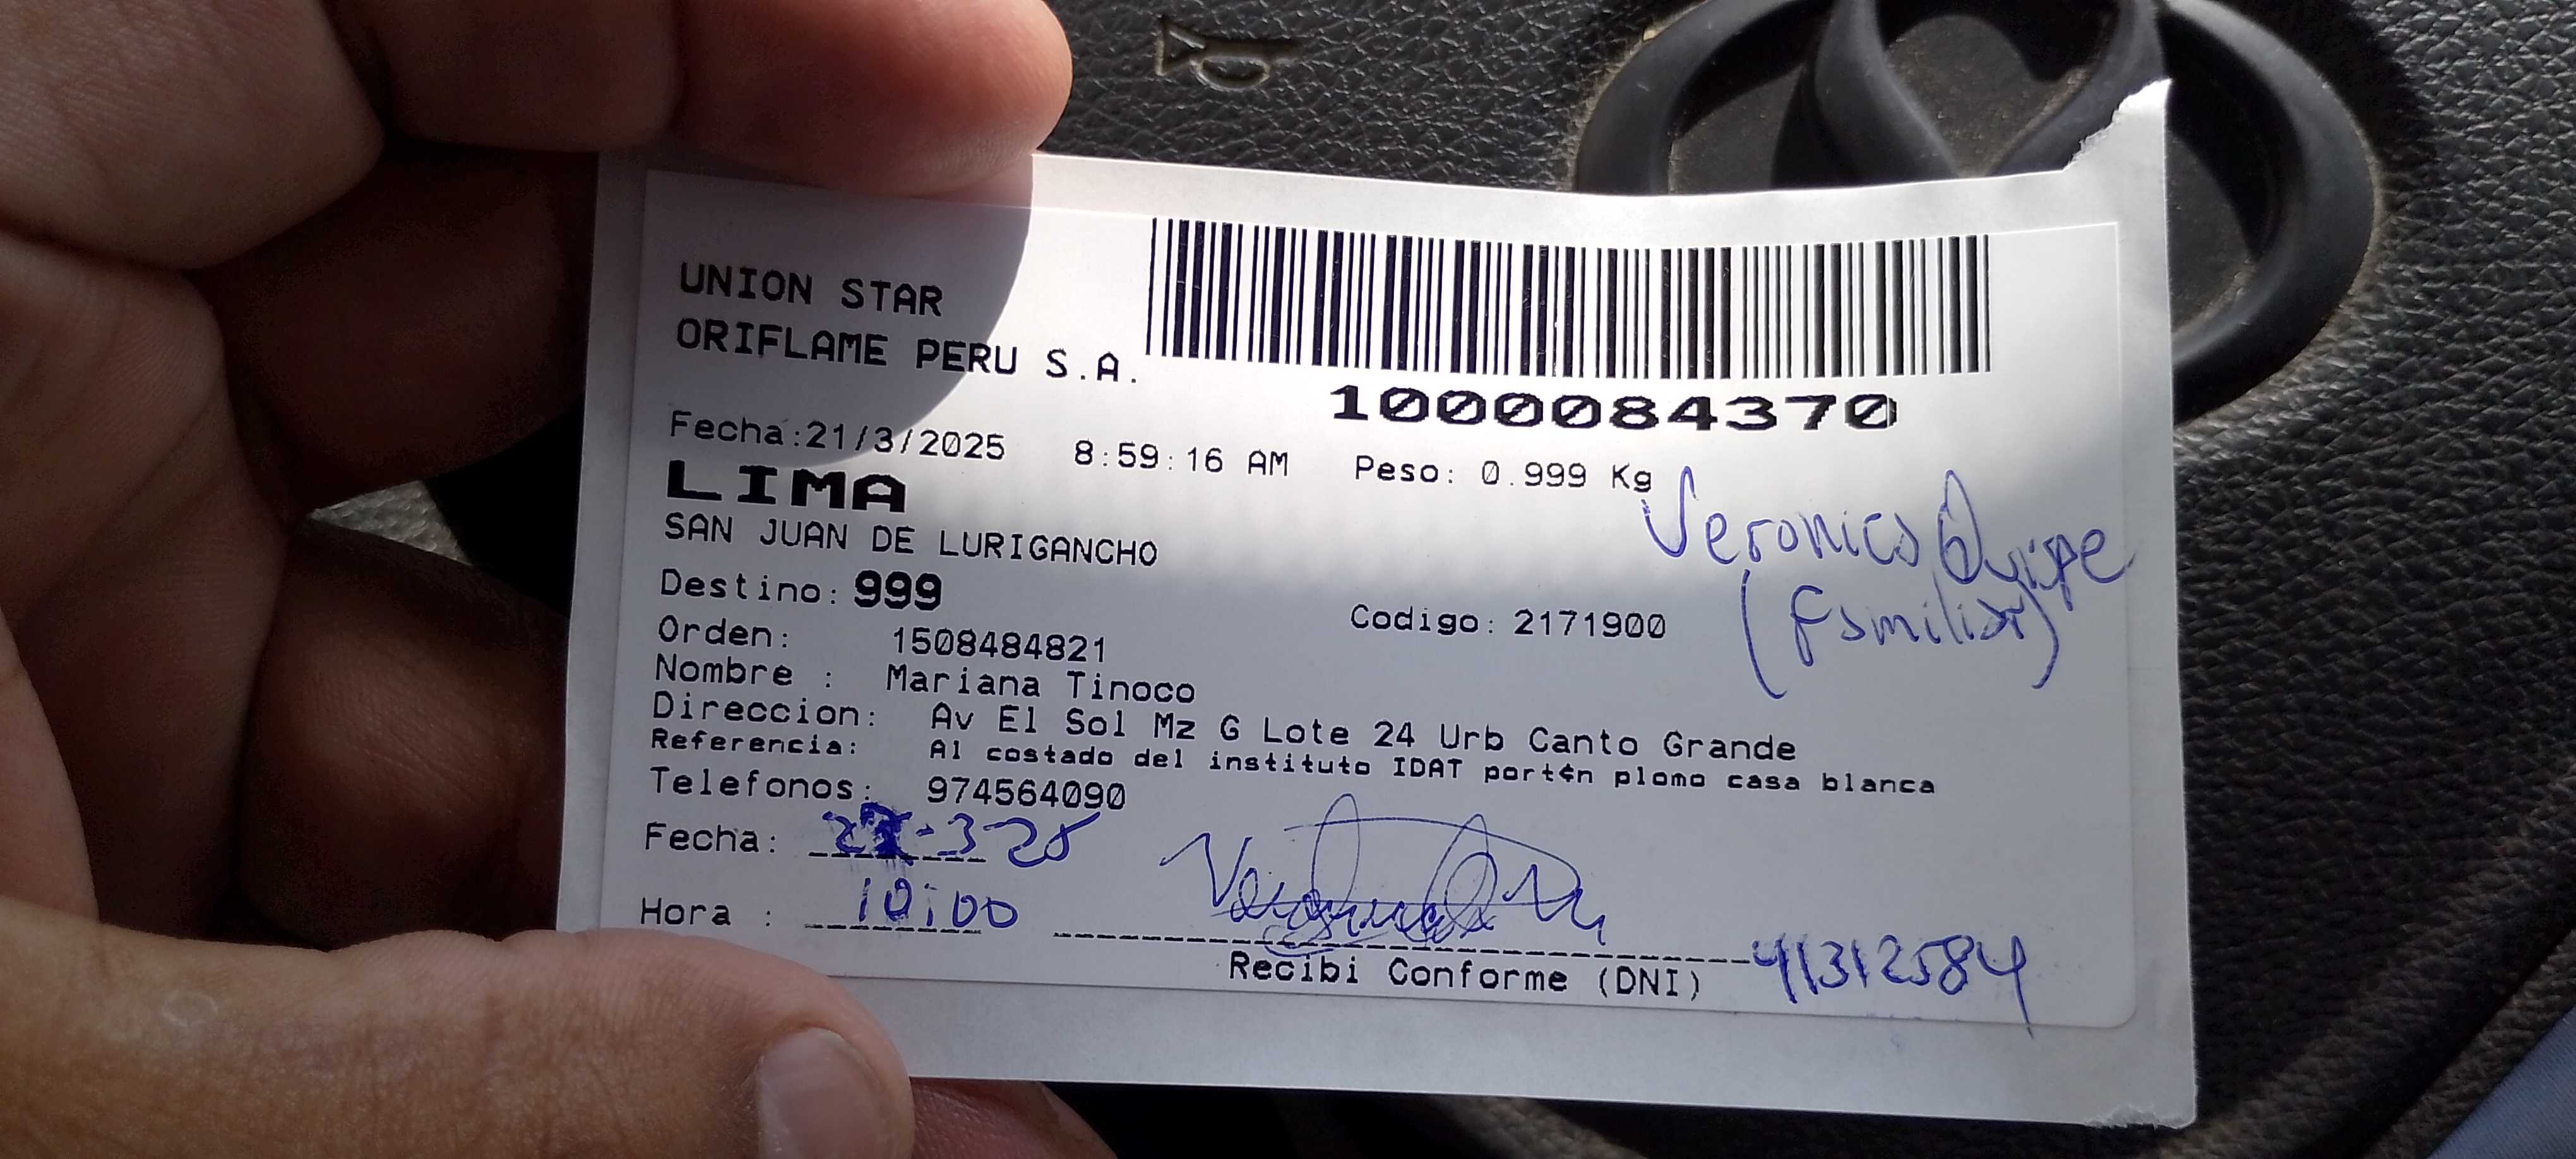 UNION STAR
ORIFLAME PERU S.A.
1000084370
Fecha:21/3/2025 8:59:16 AM Peso: 0.999 Kg
LIMA
SAN JUAN DE LURIGANCHO
Veronica Quispe
(Familiar)
Destino: 999
Codigo: 2171900
Orden: 1508484821
Nombre : Mariana Tinoco
Direccion: Av El Sol Mz G Lote 24 Urb Canto Grande
Referencia: Al costado del instituto IDAT port¢n plomo casa blanca
Telefonos: 974564090
Fecha: -3 25
Hora : 10:00
Recibi Conforme (DNI) 41312584